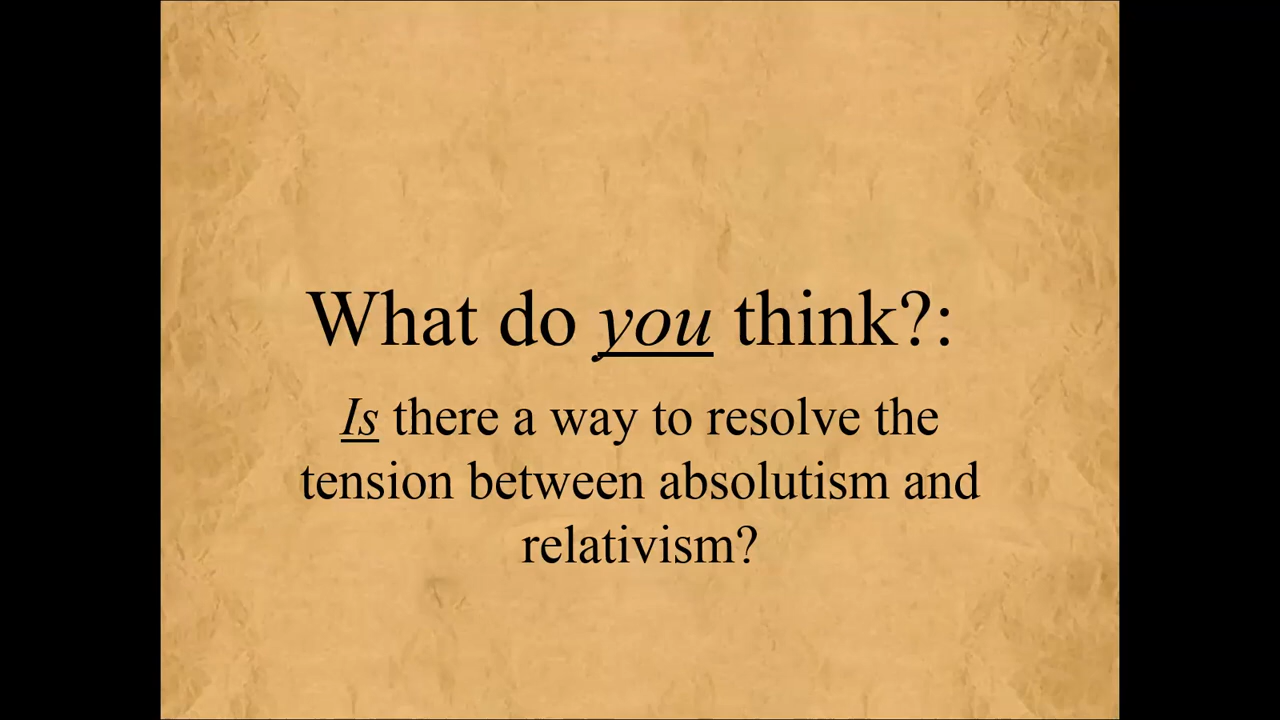 What do you think?:
Is there a way to resolve the
tension between absolutism and
relativism?